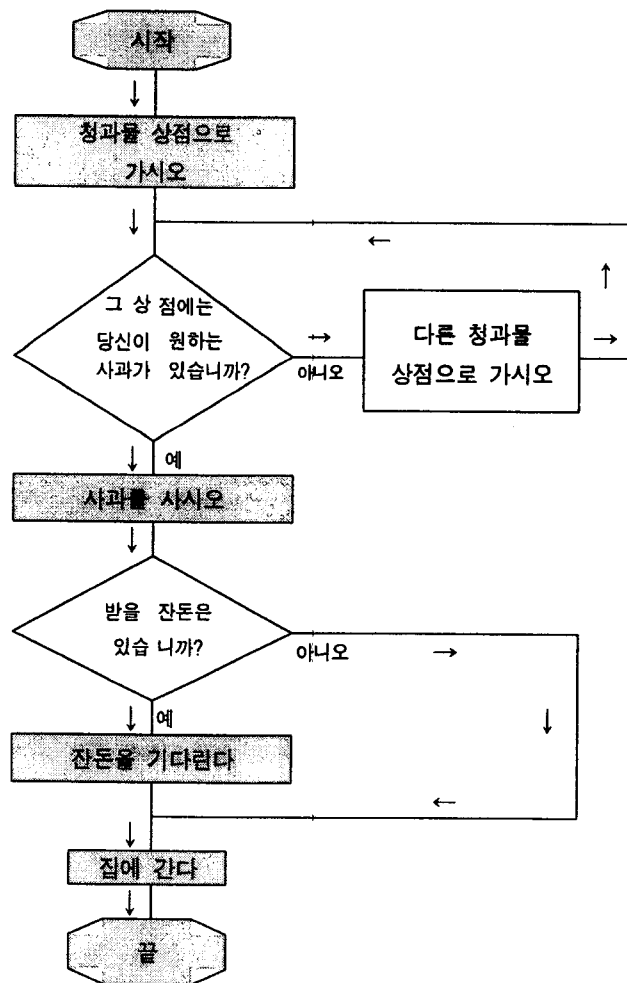 시작
청과물 상점으로
가시오
그 상 점에는
당신이 원하는
사과가 있습니까?
아니오
다른 청과물
상점으로 가시오
예
사과를 사시오
받을 잔돈은
있습 니까?
아니오
예
잔돈을 기다린다
집에 간다
끝